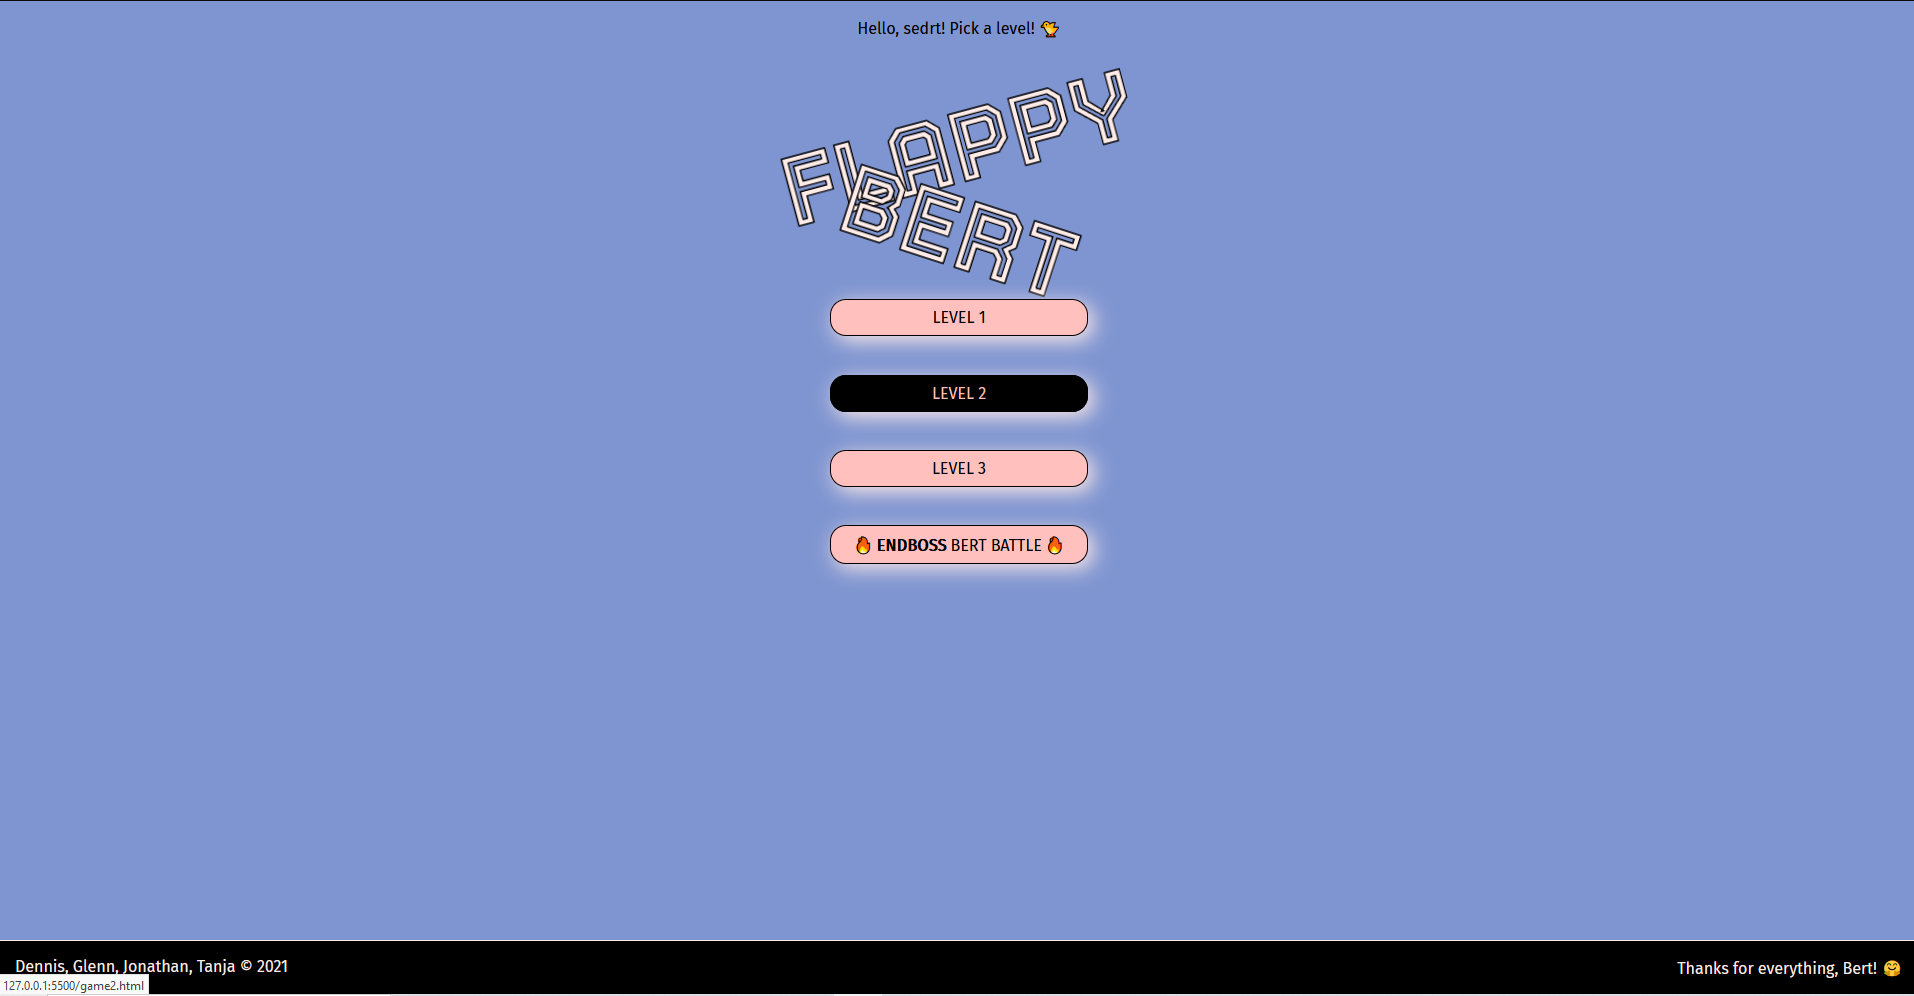 Hello, sedrt! Pick a level! 🐤
FLAPPY
BERT
LEVEL 1
LEVEL 2
LEVEL 3
🔥 ENDBOSS BERT BATTLE 🔥
Dennis, Glenn, Jonathan, Tanja © 2021
Thanks for everything, Bert! 🤗
127.0.0.1:5500/game2.html